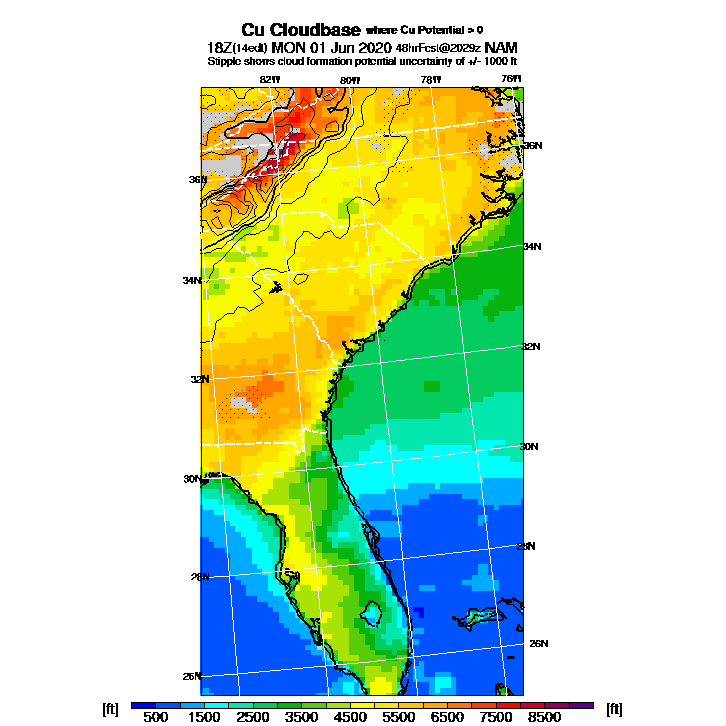 Cu Cloudbase where Cu Potential > 0
18Z(14edt) MON 01 Jun 2020 48hrFcst@2029z NAM
Stipple shows cloud formation potential uncertainty of +/- 1000 ft
82W 80W 78W 76W
36N
36N
34N
34N
32N
32N
30N
30N
28N
28N
26N
26N
[ft] 500 1500 2500 3500 4500 5500 6500 7500 8500 [ft]